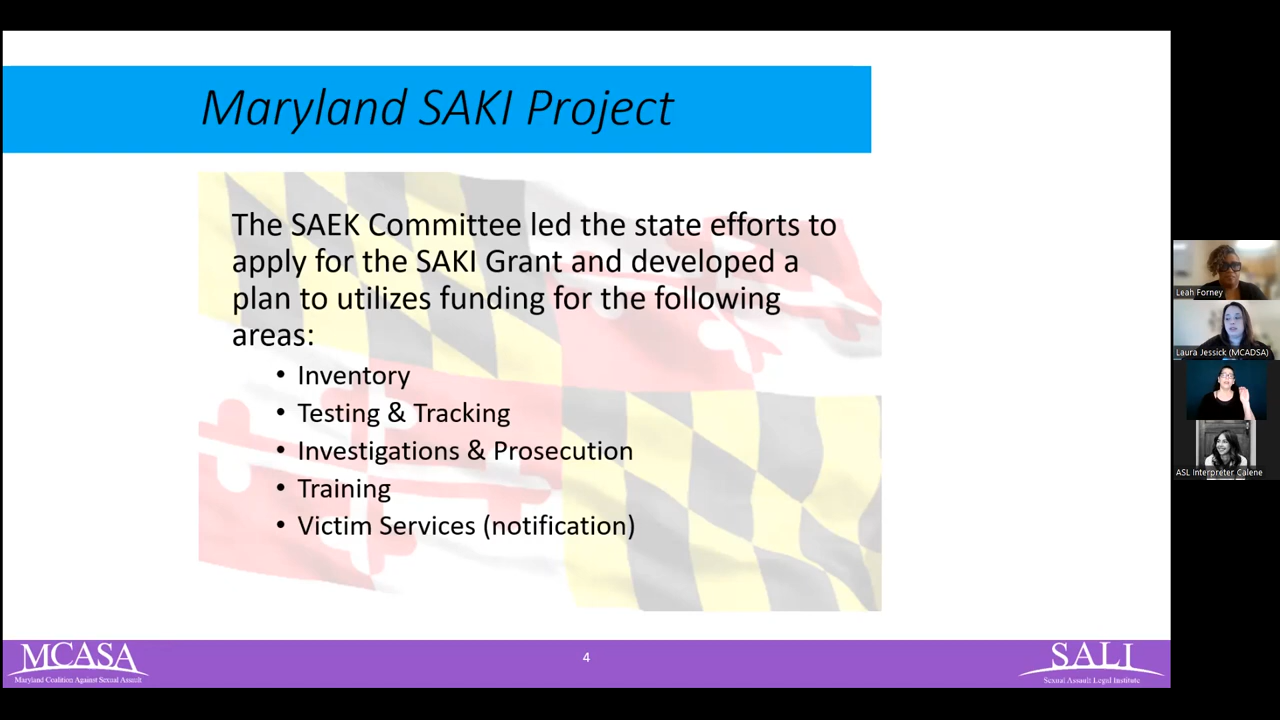 Maryland SAKI Project
The SAEK Committee led the state efforts to
apply for the SAKI Grant and developed a
plan to utilizes funding for the following
areas:
• Inventory
• Testing & Tracking
• Investigations & Prosecution
• Training
• Victim Services (notification)
Leah Forney
Laura Jessick (MCADSA)
ASL Interpreter Calene
MCASA
Maryland Coalition Against Sexual Assault
4
SALI
Sexual Assault Legal Institute